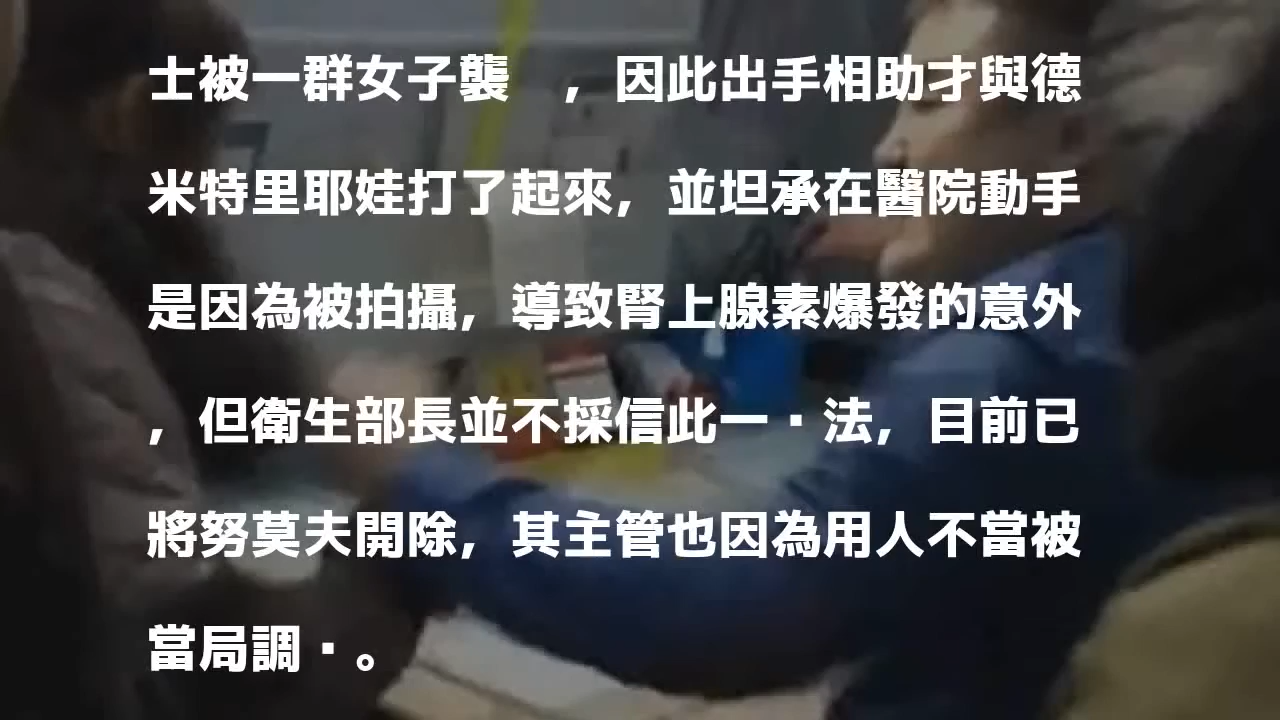 士被一群女子襲　，因此出手相助才與德
米特里耶娃打了起來，並坦承在醫院動手
是因為被拍攝，導致腎上腺素爆發的意外
，但衛生部長並不採信此一·法，目前已
將努莫夫開除，其主管也因為用人不當被
當局調·。